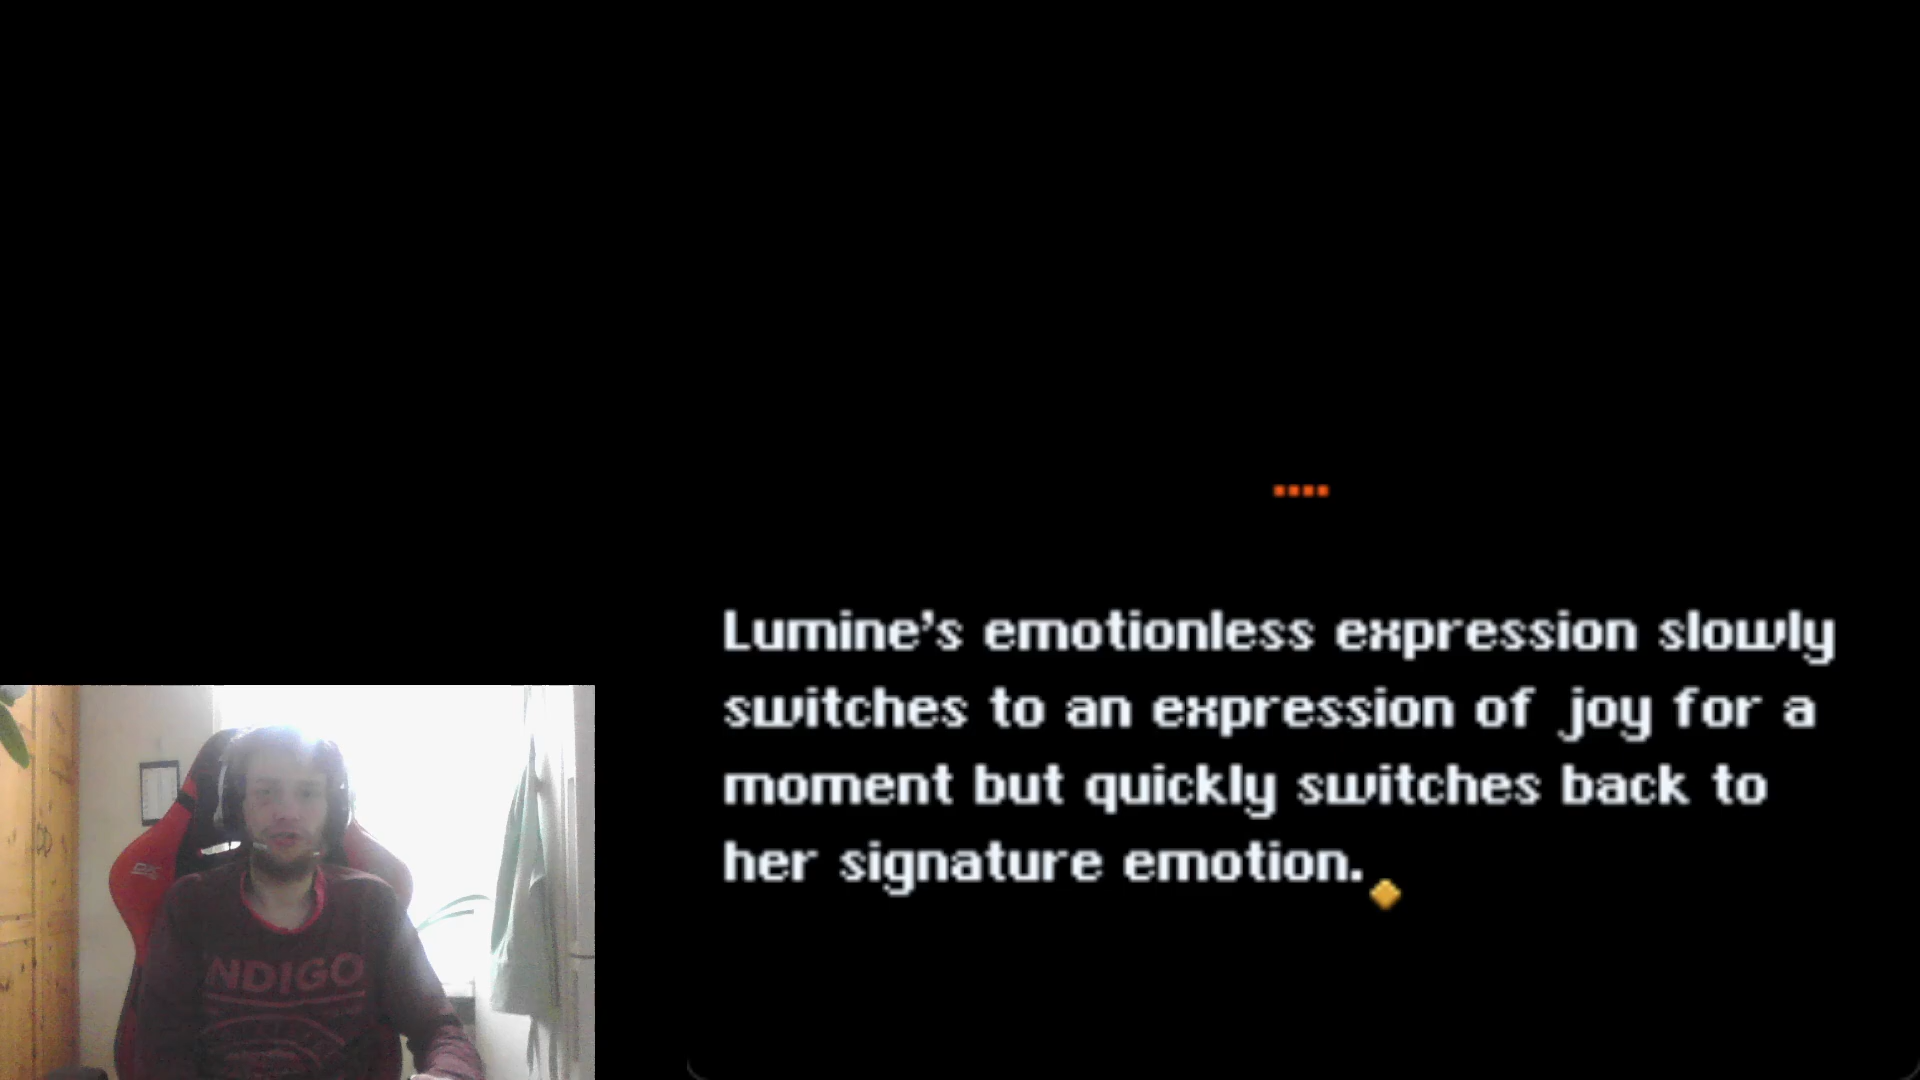 ....
Lumine's emotionless expression slowly
switches to an expression of joy for a
moment but quickly switches back to
her signature emotion.
NDIGO